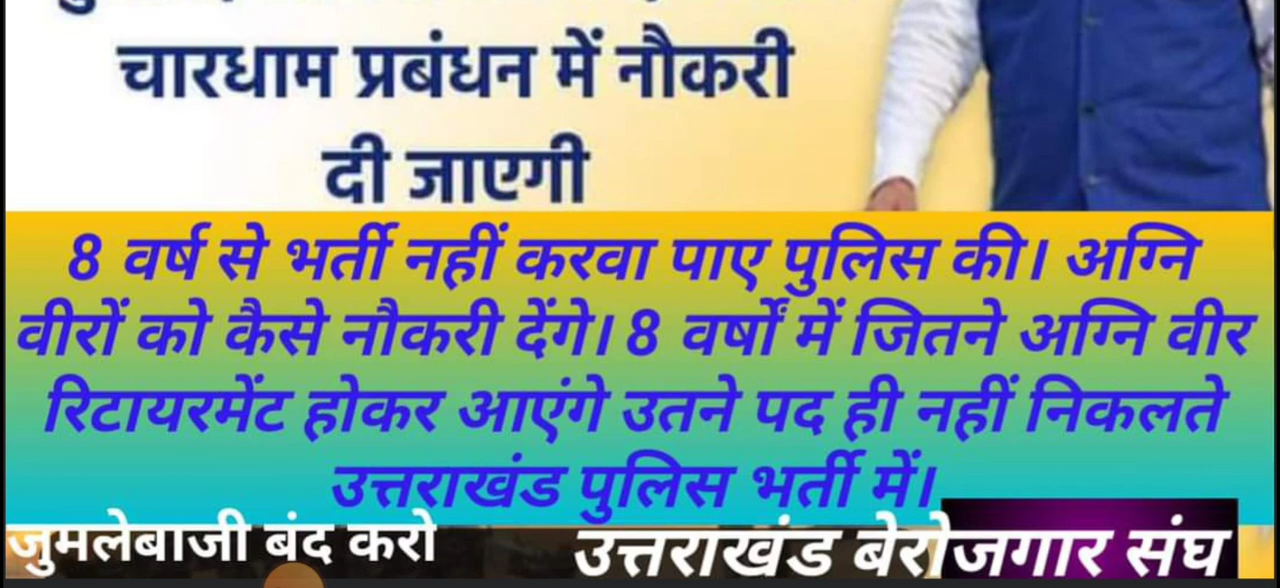 चारधाम प्रबंधन में नौकरी
दी जाएगी
8 वर्ष से भर्ती नहीं करवा पाए पुलिस की। अग्नि
वीरों को कैसे नौकरी देंगे। 8 वर्षों में जितने अग्नि वीर
रिटायरमेंट होकर आएंगे उतने पद ही नहीं निकलते
उत्तराखंड पुलिस भर्ती में।
जुमलेबाजी बंद करो
उत्तराखंड बेरोजगार संघ